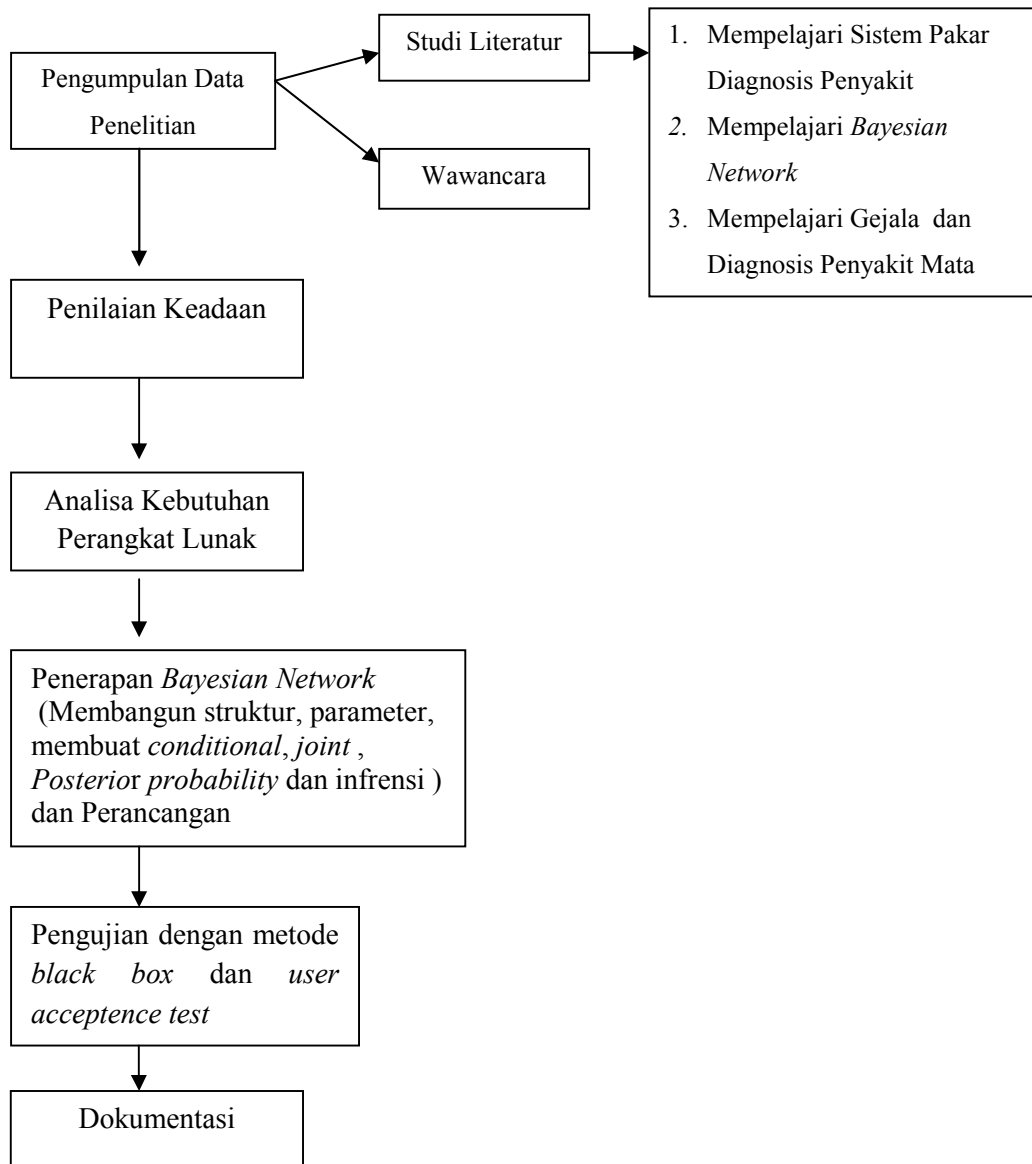 Pengumpulan Data
Penelitian
Studi Literatur
Wawancara
1. Mempelajari Sistem Pakar
Diagnosis Penyakit
2. Mempelajari Bayesian
Network
3. Mempelajari Gejala dan
Diagnosis Penyakit Mata
Penilaian Keadaan
Analisa Kebutuhan
Perangkat Lunak
Penerapan Bayesian Network
(Membangun struktur, parameter,
membuat conditional, joint ,
Posterior probability dan infrensi )
dan Perancangan
Pengujian dengan metode
black box dan user
acceptence test
Dokumentasi